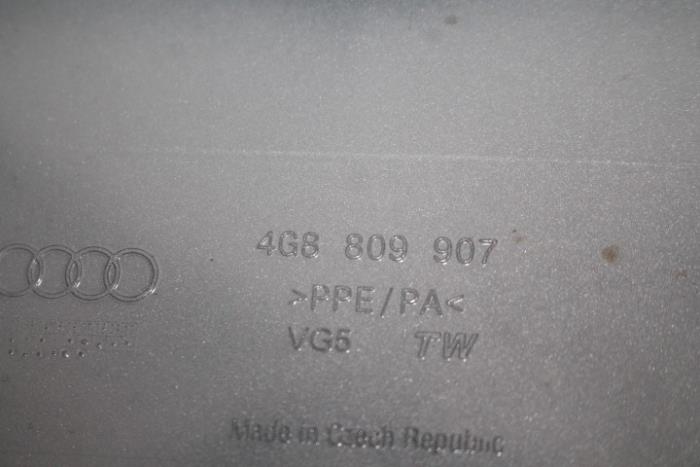 4G8 809 907
>PPE/PA<
VG5 TW
Made in Czech Republic